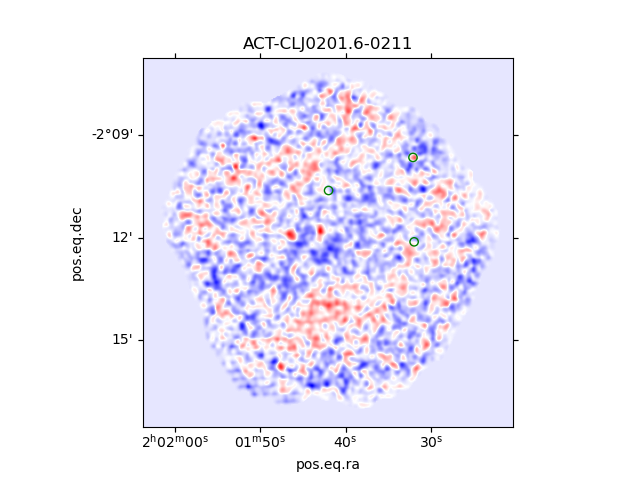 ACT-CLJ0201.6-0211
-2°09'
12'
15'
pos.eq.dec
2ʰ02ᵐ00ˢ 01ᵐ50ˢ 40ˢ 30ˢ
pos.eq.ra